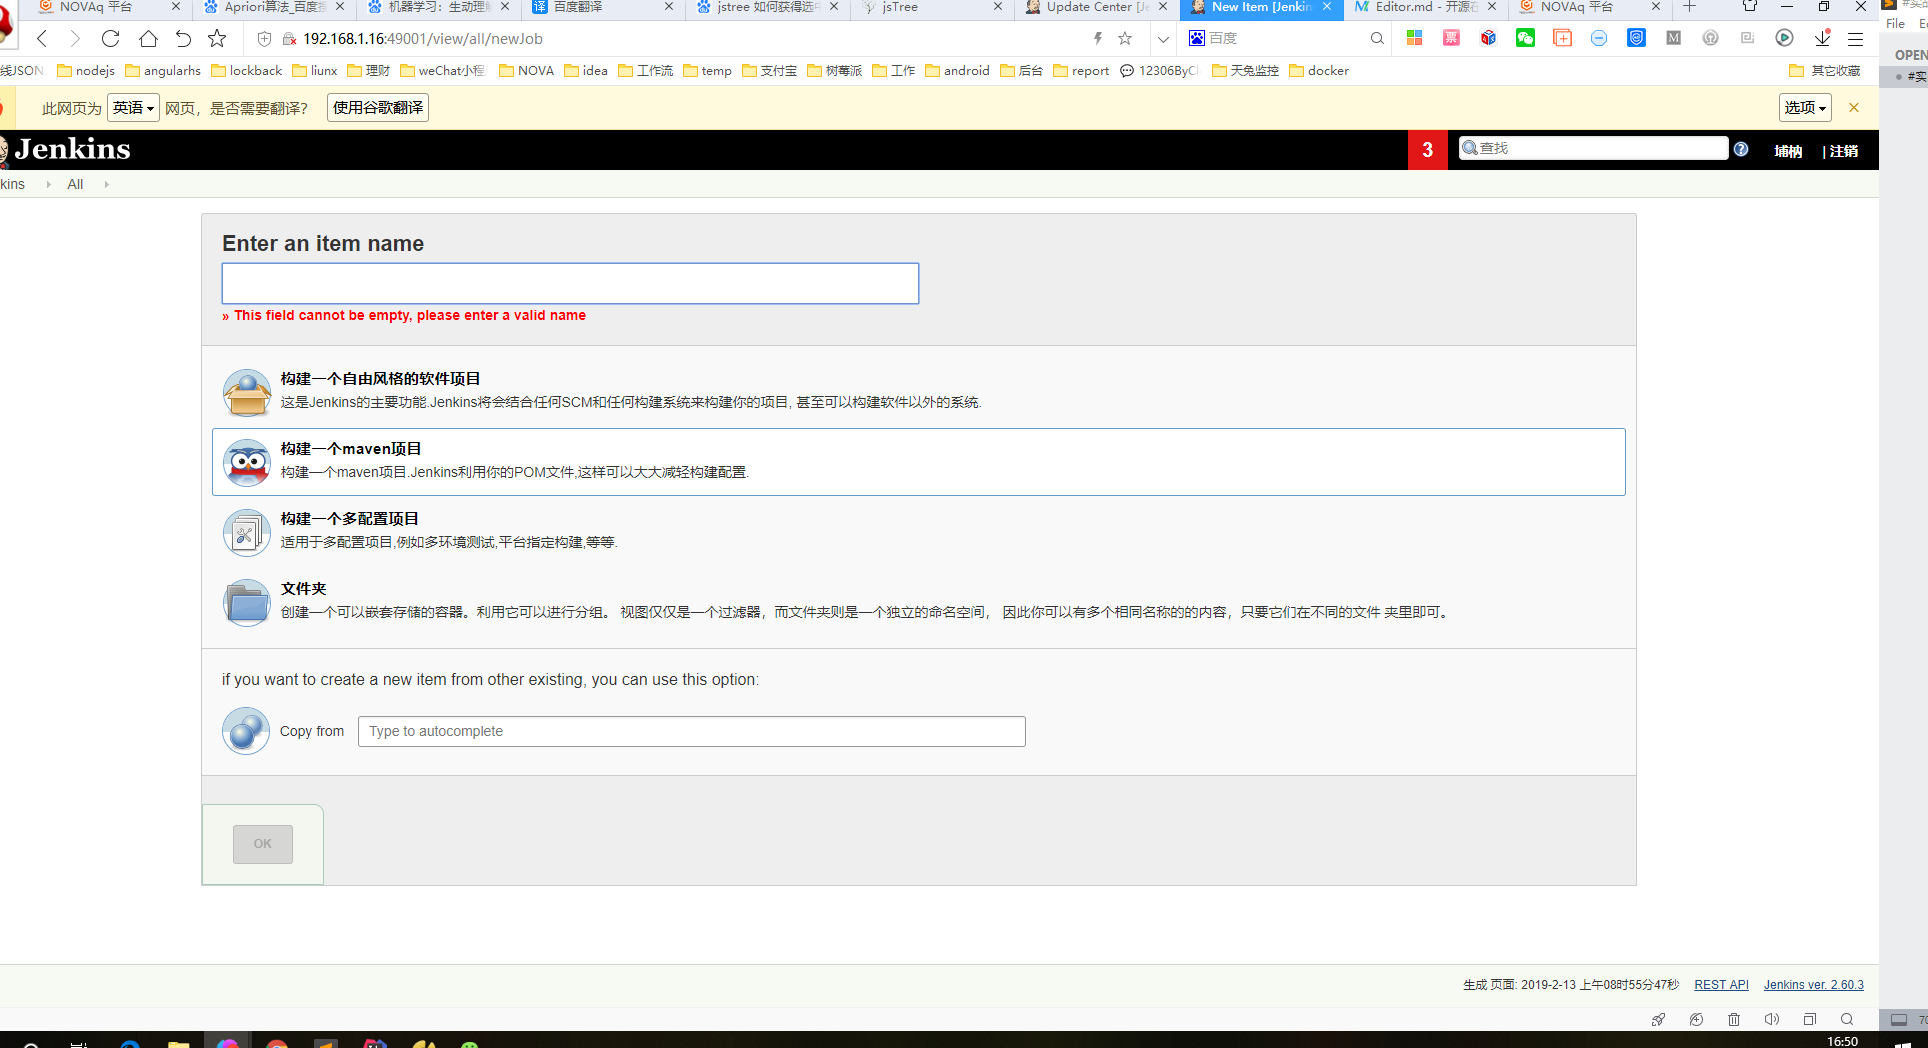 NOVAq 平台
Apriori算法_百度搜
机器学习：生动理解
百度翻译
jstree 如何获得选中
jsTree
Update Center [Je
New Item [Jenkin
Editor.md - 开源在
NOVAq 平台
192.168.1.16:49001/view/all/newJob
百度
线JSON
nodejs
angularhs
lockback
liunx
理财
weChat小程
NOVA
idea
工作流
temp
支付宝
树莓派
工作
android
后台
report
12306ByC
天兔监控
docker
其它收藏
此网页为 英语 网页，是否需要翻译? 使用谷歌翻译
选项
Jenkins
3
查找
| 注销
kins
All
Enter an item name
» This field cannot be empty, please enter a valid name
构建一个自由风格的软件项目
这是Jenkins的主要功能.Jenkins将会结合任何SCM和任何构建系统来构建你的项目, 甚至可以构建软件以外的系统.
构建一个maven项目
构建一个maven项目.Jenkins利用你的POM文件,这样可以大大减轻构建配置.
构建一个多配置项目
适用于多配置项目,例如多环境测试,平台指定构建,等等.
文件夹
创建一个可以嵌套存储的容器。利用它可以进行分组。 视图仅仅是一个过滤器，而文件夹则是一个独立的命名空间， 因此你可以有多个相同名称的的内容，只要它们在不同的文件 夹里即可。
if you want to create a new item from other existing, you can use this option:
Copy from
Type to autocomplete
OK
生成 页面: 2019-2-13 上午08时55分47秒
REST API
Jenkins ver. 2.60.3
16:50
File
OPEN
#实
70